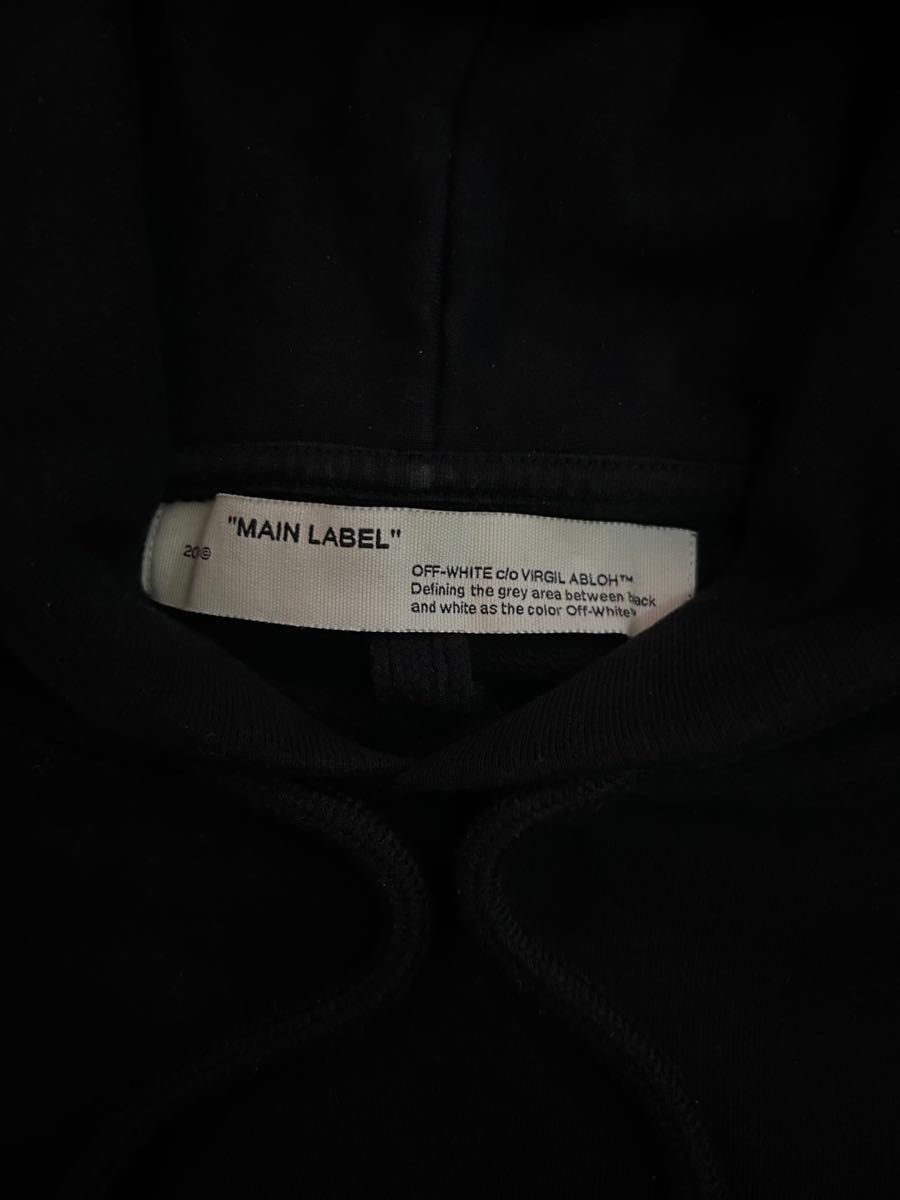 "MAIN LABEL"
OFF-WHITE c/o VIRGIL ABLOH™
Defining the grey area between black
and white as the color Off-White™